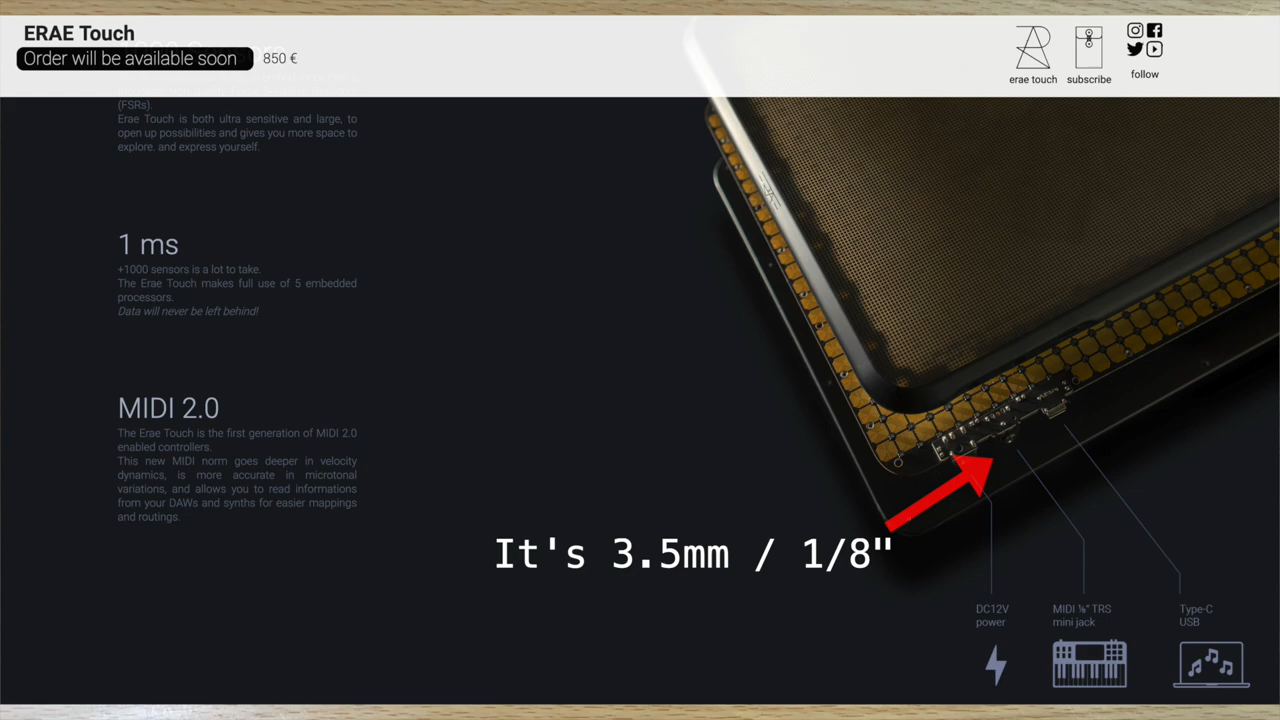 ERAE Touch
Order will be available soon
850 €
erae touch
subscribe
follow
(FSRs).
Erae Touch is both ultra sensitive and large, to
open up possibilities and gives you more space to
explore. and express yourself.
1 ms
+1000 sensors is a lot to take.
The Erae Touch makes full use of 5 embedded
processors.
Data will never be left behind!
MIDI 2.0
The Erae Touch is the first generation of MIDI 2.0
enabled controllers.
This new MIDI norm goes deeper in velocity
dynamics, is more accurate in microtonal
variations, and allows you to read informations
from your DAWs and synths for easier mappings
and routings.
It's 3.5mm / 1/8"
DC12V
power
MIDI ⅛" TRS
mini jack
Type-C
USB